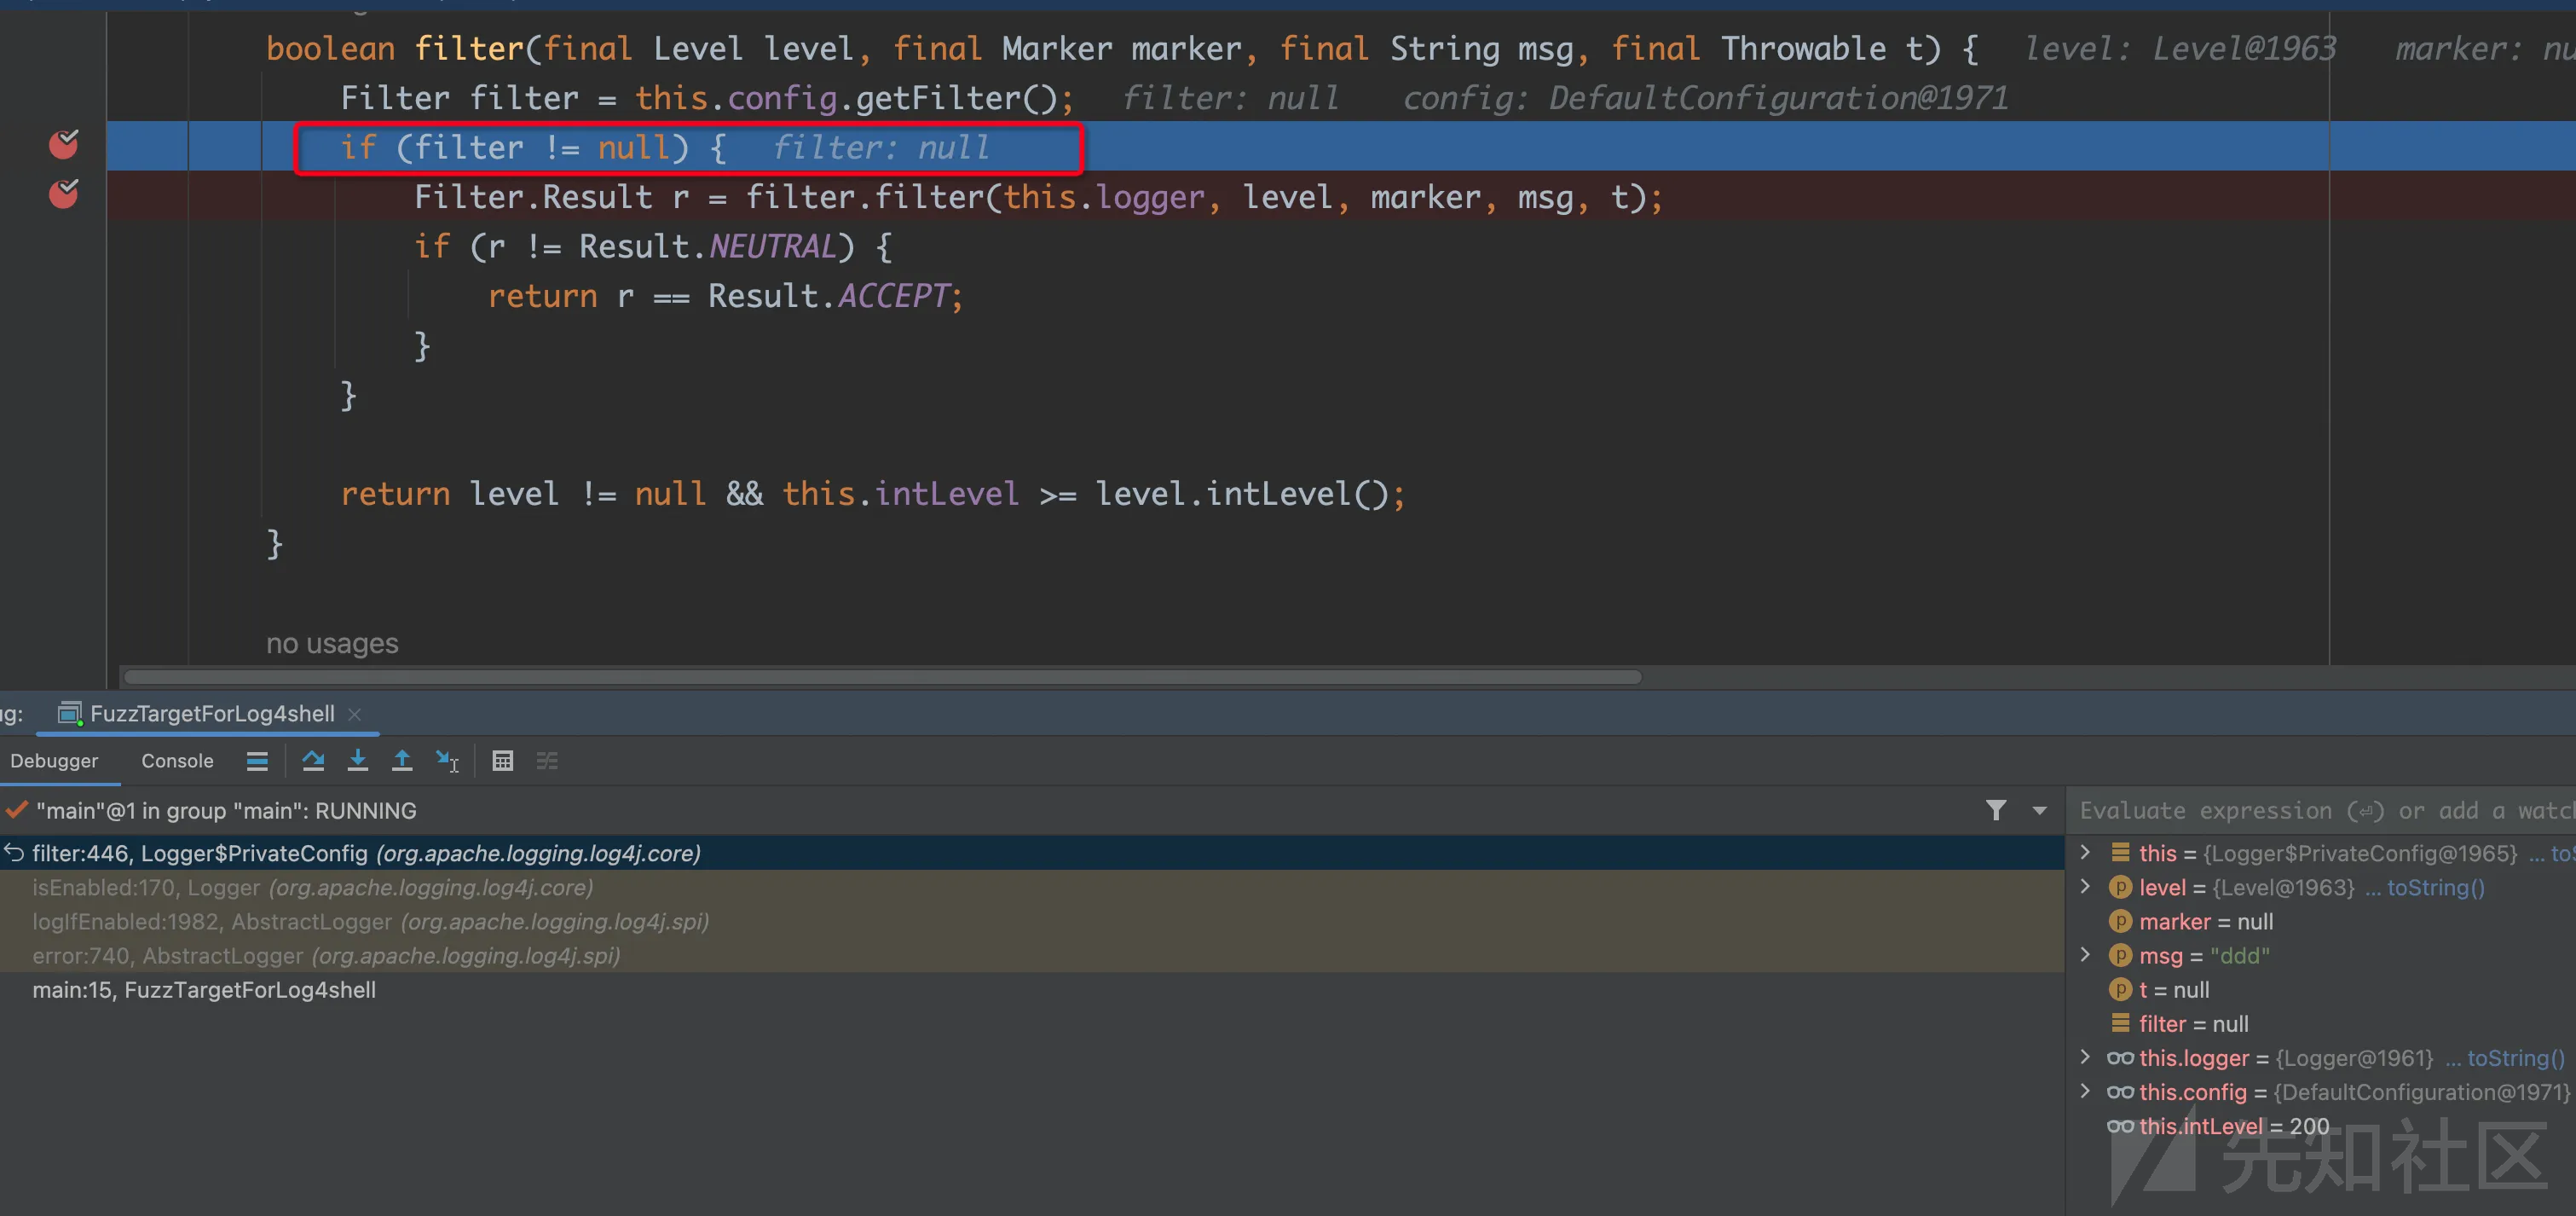 boolean filter(final Level level, final Marker marker, final String msg, final Throwable t) {   level: Level@1963   marker: nu
Filter filter = this.config.getFilter();   filter: null   config: DefaultConfiguration@1971
if (filter != null) {   filter: null
Filter.Result r = filter.filter(this.logger, level, marker, msg, t);
if (r != Result.NEUTRAL) {
return r == Result.ACCEPT;
}
}
return level != null && this.intLevel >= level.intLevel();
}
no usages
ug: FuzzTargetForLog4shell
Debugger Console
"main"@1 in group "main": RUNNING
filter:446, Logger$PrivateConfig (org.apache.logging.log4j.core)
isEnabled:170, Logger (org.apache.logging.log4j.core)
logIfEnabled:1982, AbstractLogger (org.apache.logging.log4j.spi)
error:740, AbstractLogger (org.apache.logging.log4j.spi)
main:15, FuzzTargetForLog4shell
Evaluate expression (⏎) or add a watch
this = {Logger$PrivateConfig@1965} ... toS
level = {Level@1963} ... toString()
marker = null
msg = "ddd"
t = null
filter = null
this.logger = {Logger@1961} ... toString()
this.config = {DefaultConfiguration@1971}
this.intLevel = 200
先知社区